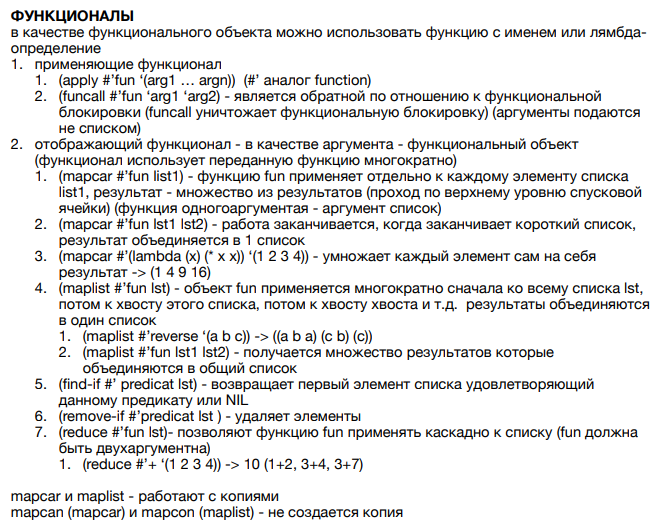 ФУНКЦИОНАЛЫ
в качестве функционального объекта можно использовать функцию с именем или лямбда-
определение
1. применяющие функционал
1. (apply #’fun ‘(arg1 … argn)) (#’ аналог function)
2. (funcall #’fun ‘arg1 ‘arg2) - является обратной по отношению к функциональной
блокировки (funcall уничтожает функциональную блокировку) (аргументы подаются
не списком)
2. отображающий функционал - в качестве аргумента - функциональный объект
(функционал использует переданную функцию многократно)
1. (mapcar #’fun list1) - функцию fun применяет отдельно к каждому элементу списка
list1, результат - множество из результатов (проход по верхнему уровню спусковой
ячейки) (функция одногоаргументая - аргумент список)
2. (mapcar #’fun lst1 lst2) - работа заканчивается, когда заканчивает короткий список,
результат объединяется в 1 список
3. (mapcar #’(lambda (x) (* x x)) ‘(1 2 3 4)) - умножает каждый элемент сам на себя
результат -> (1 4 9 16)
4. (maplist #’fun lst) - объект fun применяется многократно сначала ко всему списка lst,
потом к хвосту этого списка, потом к хвосту хвоста и т.д. результаты объединяются
в один список
1. (maplist #’reverse ‘(a b c)) -> ((a b a) (c b) (c))
2. (maplist #’fun lst1 lst2) - получается множество результатов которые
объединяются в общий список
5. (find-if #’ predicat lst) - возвращает первый элемент списка удовлетворяющий
данному предикату или NIL
6. (remove-if #’predicat lst ) - удаляет элементы
7. (reduce #’fun lst)- позволяют функцию fun применять каскадно к списку (fun должна
быть двухаргументна)
1. (reduce #’+ ‘(1 2 3 4)) -> 10 (1+2, 3+4, 3+7)
mapcar и maplist - работают с копиями
mapcan (mapcar) и mapcon (maplist) - не создается копия